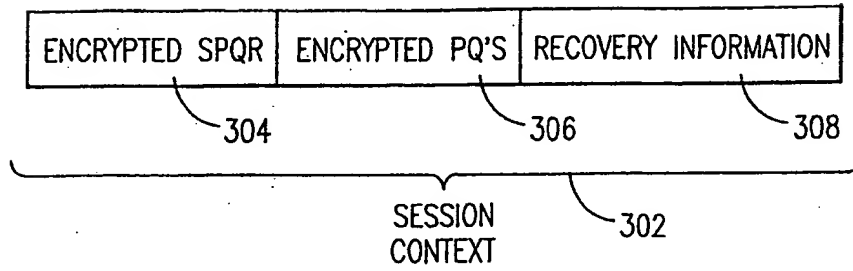 ENCRYPTED SPQR ENCRYPTED PQ'S RECOVERY INFORMATION
304 306 308
SESSION
CONTEXT
302